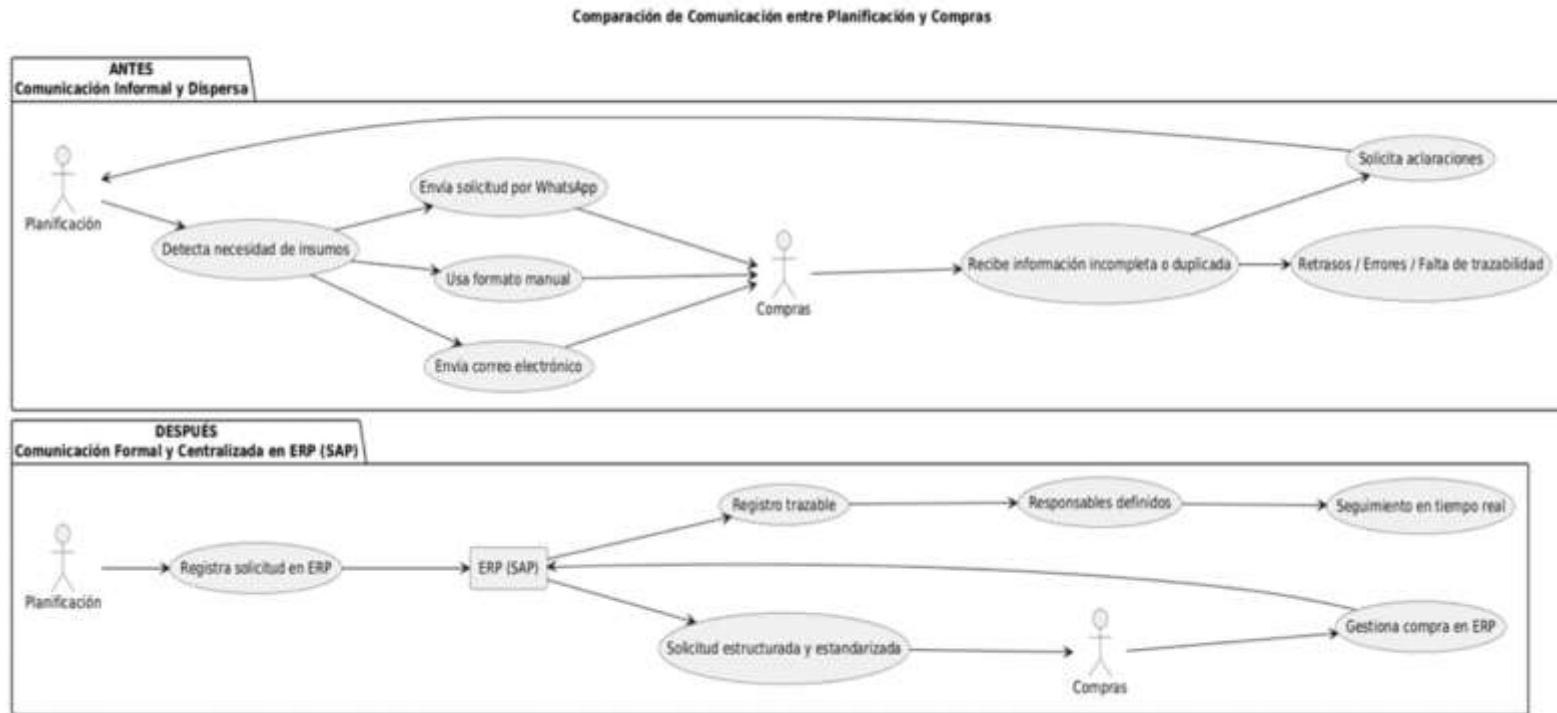 Comparación de Comunicación entre Planificación y Compras
ANTES
Comunicación Informal y Dispersa
Planificación
Detecta necesidad de insumos
Envía solicitud por WhatsApp
Usa formato manual
Envía correo electrónico
Compras
Recibe información incompleta o duplicada
Solicita aclaraciones
Retrasos / Errores / Falta de trazabilidad
DESPUÉS
Comunicación Formal y Centralizada en ERP (SAP)
Planificación
Registra solicitud en ERP
ERP (SAP)
Registro trazable
Responsables definidos
Seguimiento en tiempo real
Solicitud estructurada y estandarizada
Compras
Gestiona compra en ERP